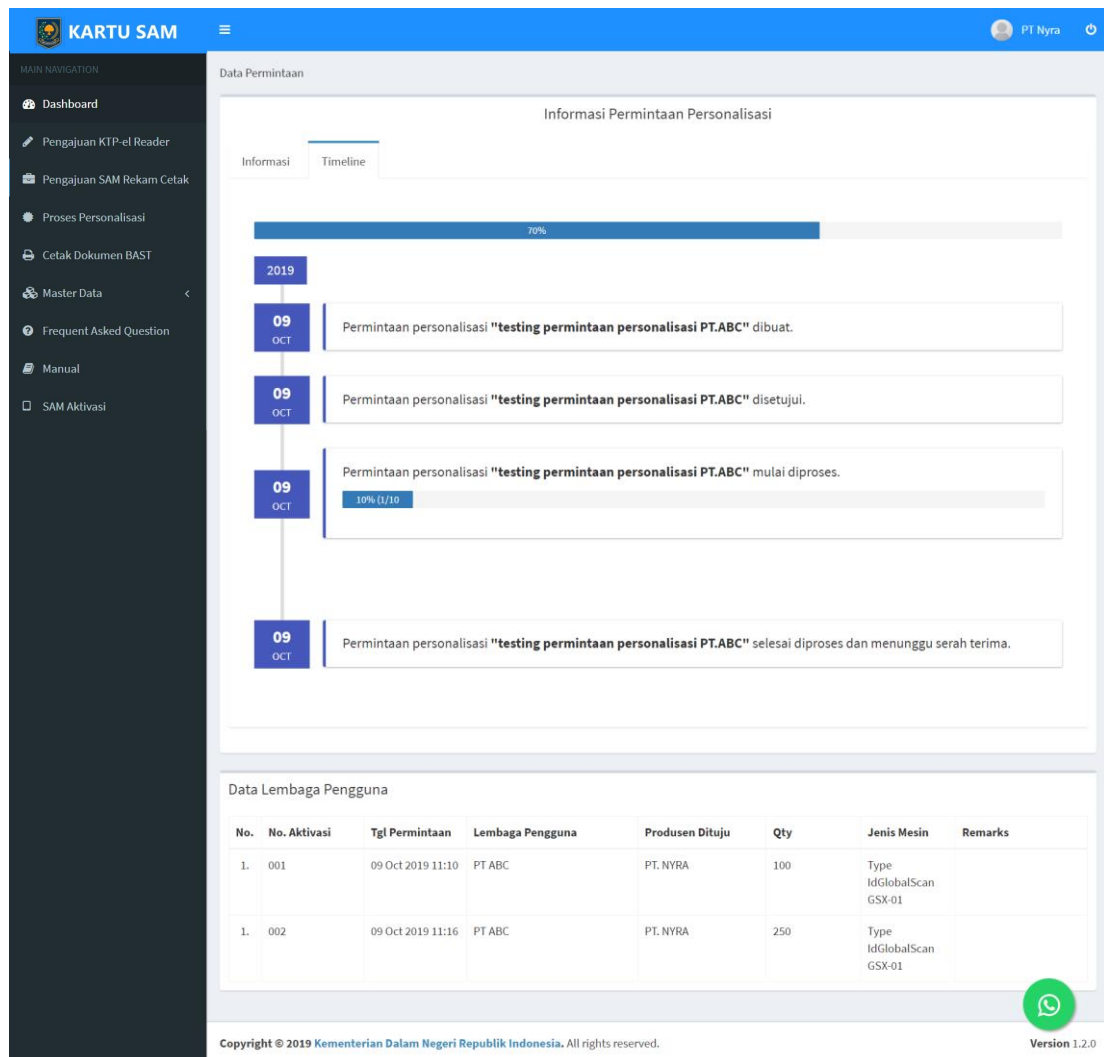 KARTU SAM
PT Nyra
MAIN NAVIGATION
Dashboard
Pengajuan KTP-el Reader
Pengajuan SAM Rekam Cetak
Proses Personalisasi
Cetak Dokumen BAST
Master Data
Frequent Asked Question
Manual
SAM Aktivasi
Data Permintaan
Informasi Permintaan Personalisasi
Informasi Timeline
70%
2019
09 OCT
Permintaan personalisasi "testing permintaan personalisasi PT.ABC" dibuat.
09 OCT
Permintaan personalisasi "testing permintaan personalisasi PT.ABC" disetujui.
09 OCT
Permintaan personalisasi "testing permintaan personalisasi PT.ABC" mulai diproses.
10% (1/10
09 OCT
Permintaan personalisasi "testing permintaan personalisasi PT.ABC" selesai diproses dan menunggu serah terima.
Data Lembaga Pengguna
No. No. Aktivasi Tgl Permintaan Lembaga Pengguna Produsen Dituju Qty Jenis Mesin Remarks
1. 001 09 Oct 2019 11:10 PT ABC PT. NYRA 100 Type
IdGlobalScan
GSX-01
1. 002 09 Oct 2019 11:16 PT ABC PT. NYRA 250 Type
IdGlobalScan
GSX-01
Copyright © 2019 Kementerian Dalam Negeri Republik Indonesia. All rights reserved. Version 1.2.0